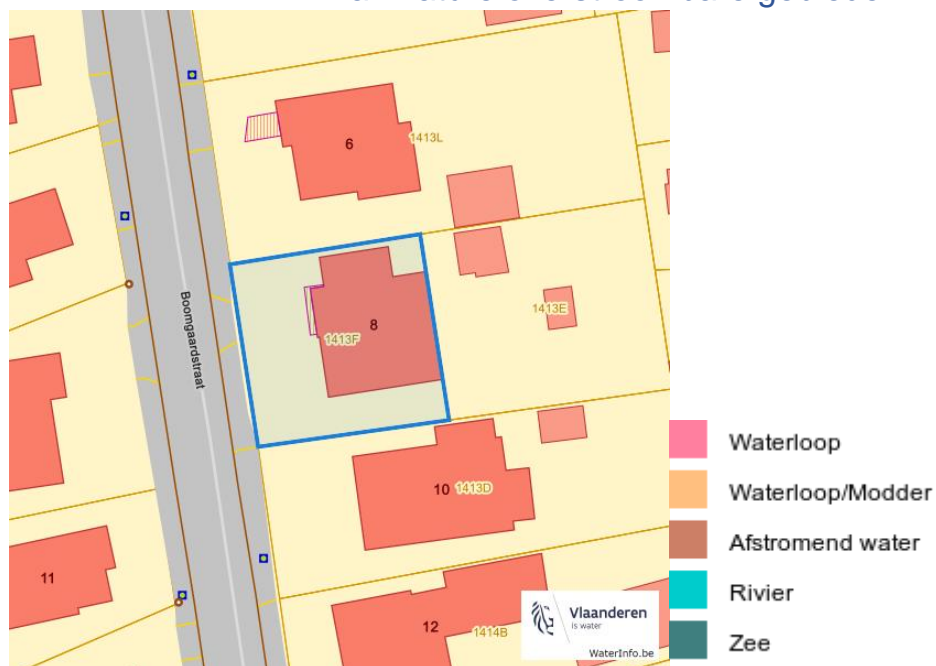 6
1413L
Boomgaardstraat
8
1413F
1413E
10
1413D
11
12
1414B
Vlaanderen
is water
WaterInfo.be
Waterloop
Waterloop/Modder
Afstromend water
Rivier
Zee